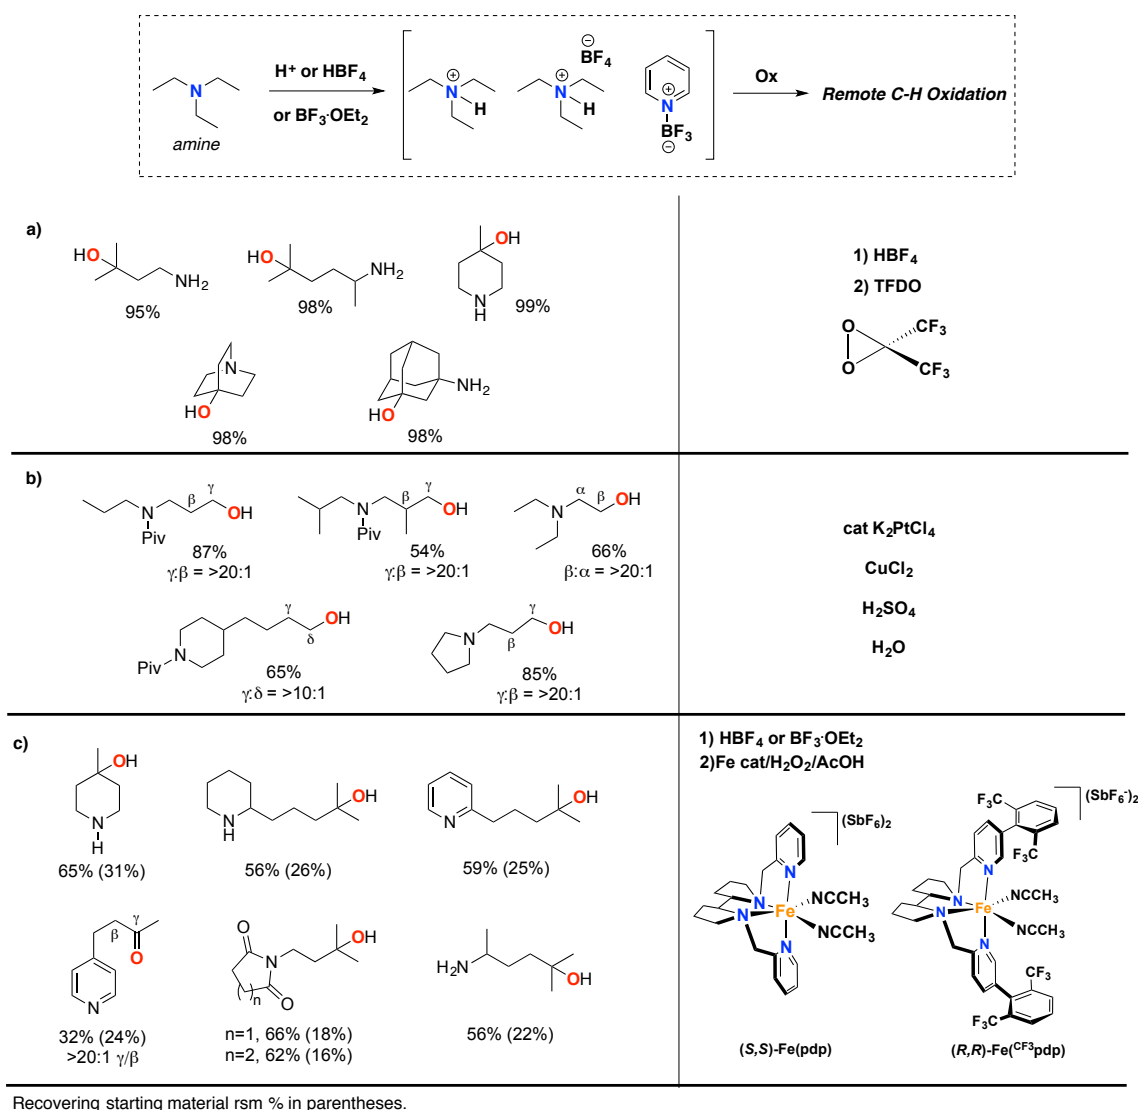 H+ or HBF4
or BF3·OEt2
N
amine
⊕
N
H
⊖
BF4
⊕
N
H
⊕
N
BF3
⊖
Ox
Remote C-H Oxidation
a)
HO
NH2
95%
HO
NH2
98%
OH
N
H
99%
N
HO
98%
NH2
HO
98%
1) HBF4
2) TFDO
O
O
CF3
CF3
b)
β
γ
N
Piv
OH
87%
γ:β = >20:1
β
γ
N
Piv
OH
54%
γ:β = >20:1
α
β
N
OH
66%
β:α = >20:1
γ
δ
N
Piv
OH
65%
γ:δ = >10:1
γ
β
N
OH
85%
γ:β = >20:1
cat K2PtCl4
CuCl2
H2SO4
H2O
c)
OH
N
H
65% (31%)
OH
N
H
56% (26%)
OH
N
59% (25%)
γ
β
O
N
32% (24%)
>20:1 γ/β
O
N
OH
( )n
O
n=1, 66% (18%)
n=2, 62% (16%)
H2N
OH
56% (22%)
1) HBF4 or BF3·OEt2
2)Fe cat/H2O2/AcOH
(SbF6)2
N
N
N
N
Fe
NCCH3
NCCH3
(S,S)-Fe(pdp)
(SbF6-)2
F3C
F3C
N
N
N
N
Fe
NCCH3
NCCH3
CF3
F3C
(R,R)-Fe(CF3pdp)
Recovering starting material rsm % in parentheses.